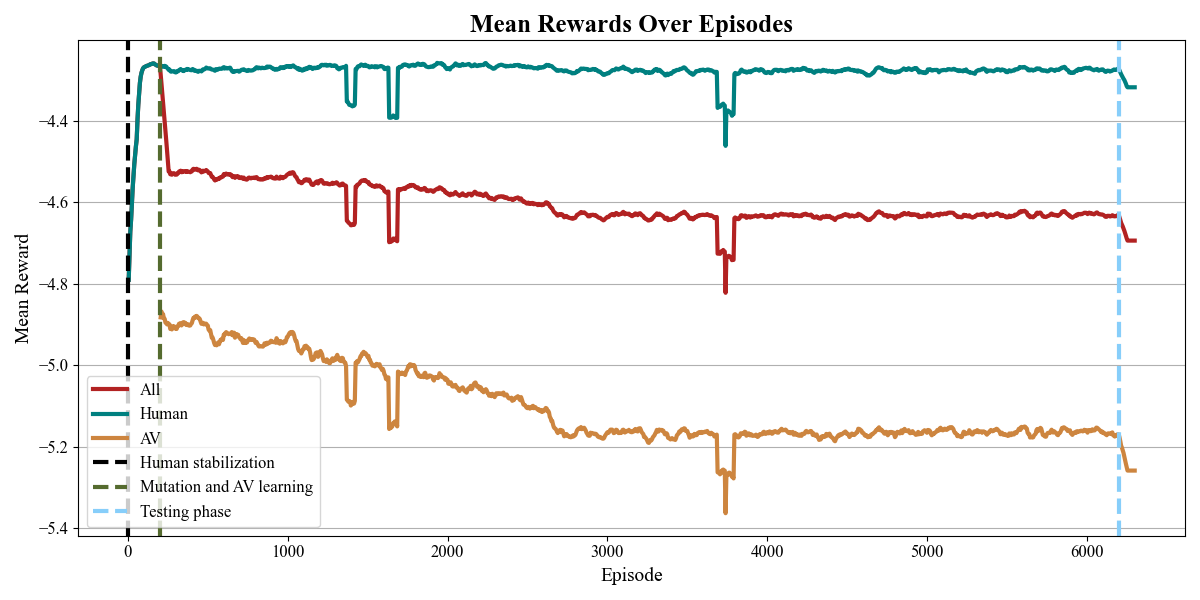 Mean Rewards Over Episodes
Mean Reward
−4.4
−4.6
−4.8
−5.0
−5.2
−5.4
All
Human
AV
Human stabilization
Mutation and AV learning
Testing phase
0 1000 2000 3000 4000 5000 6000
Episode